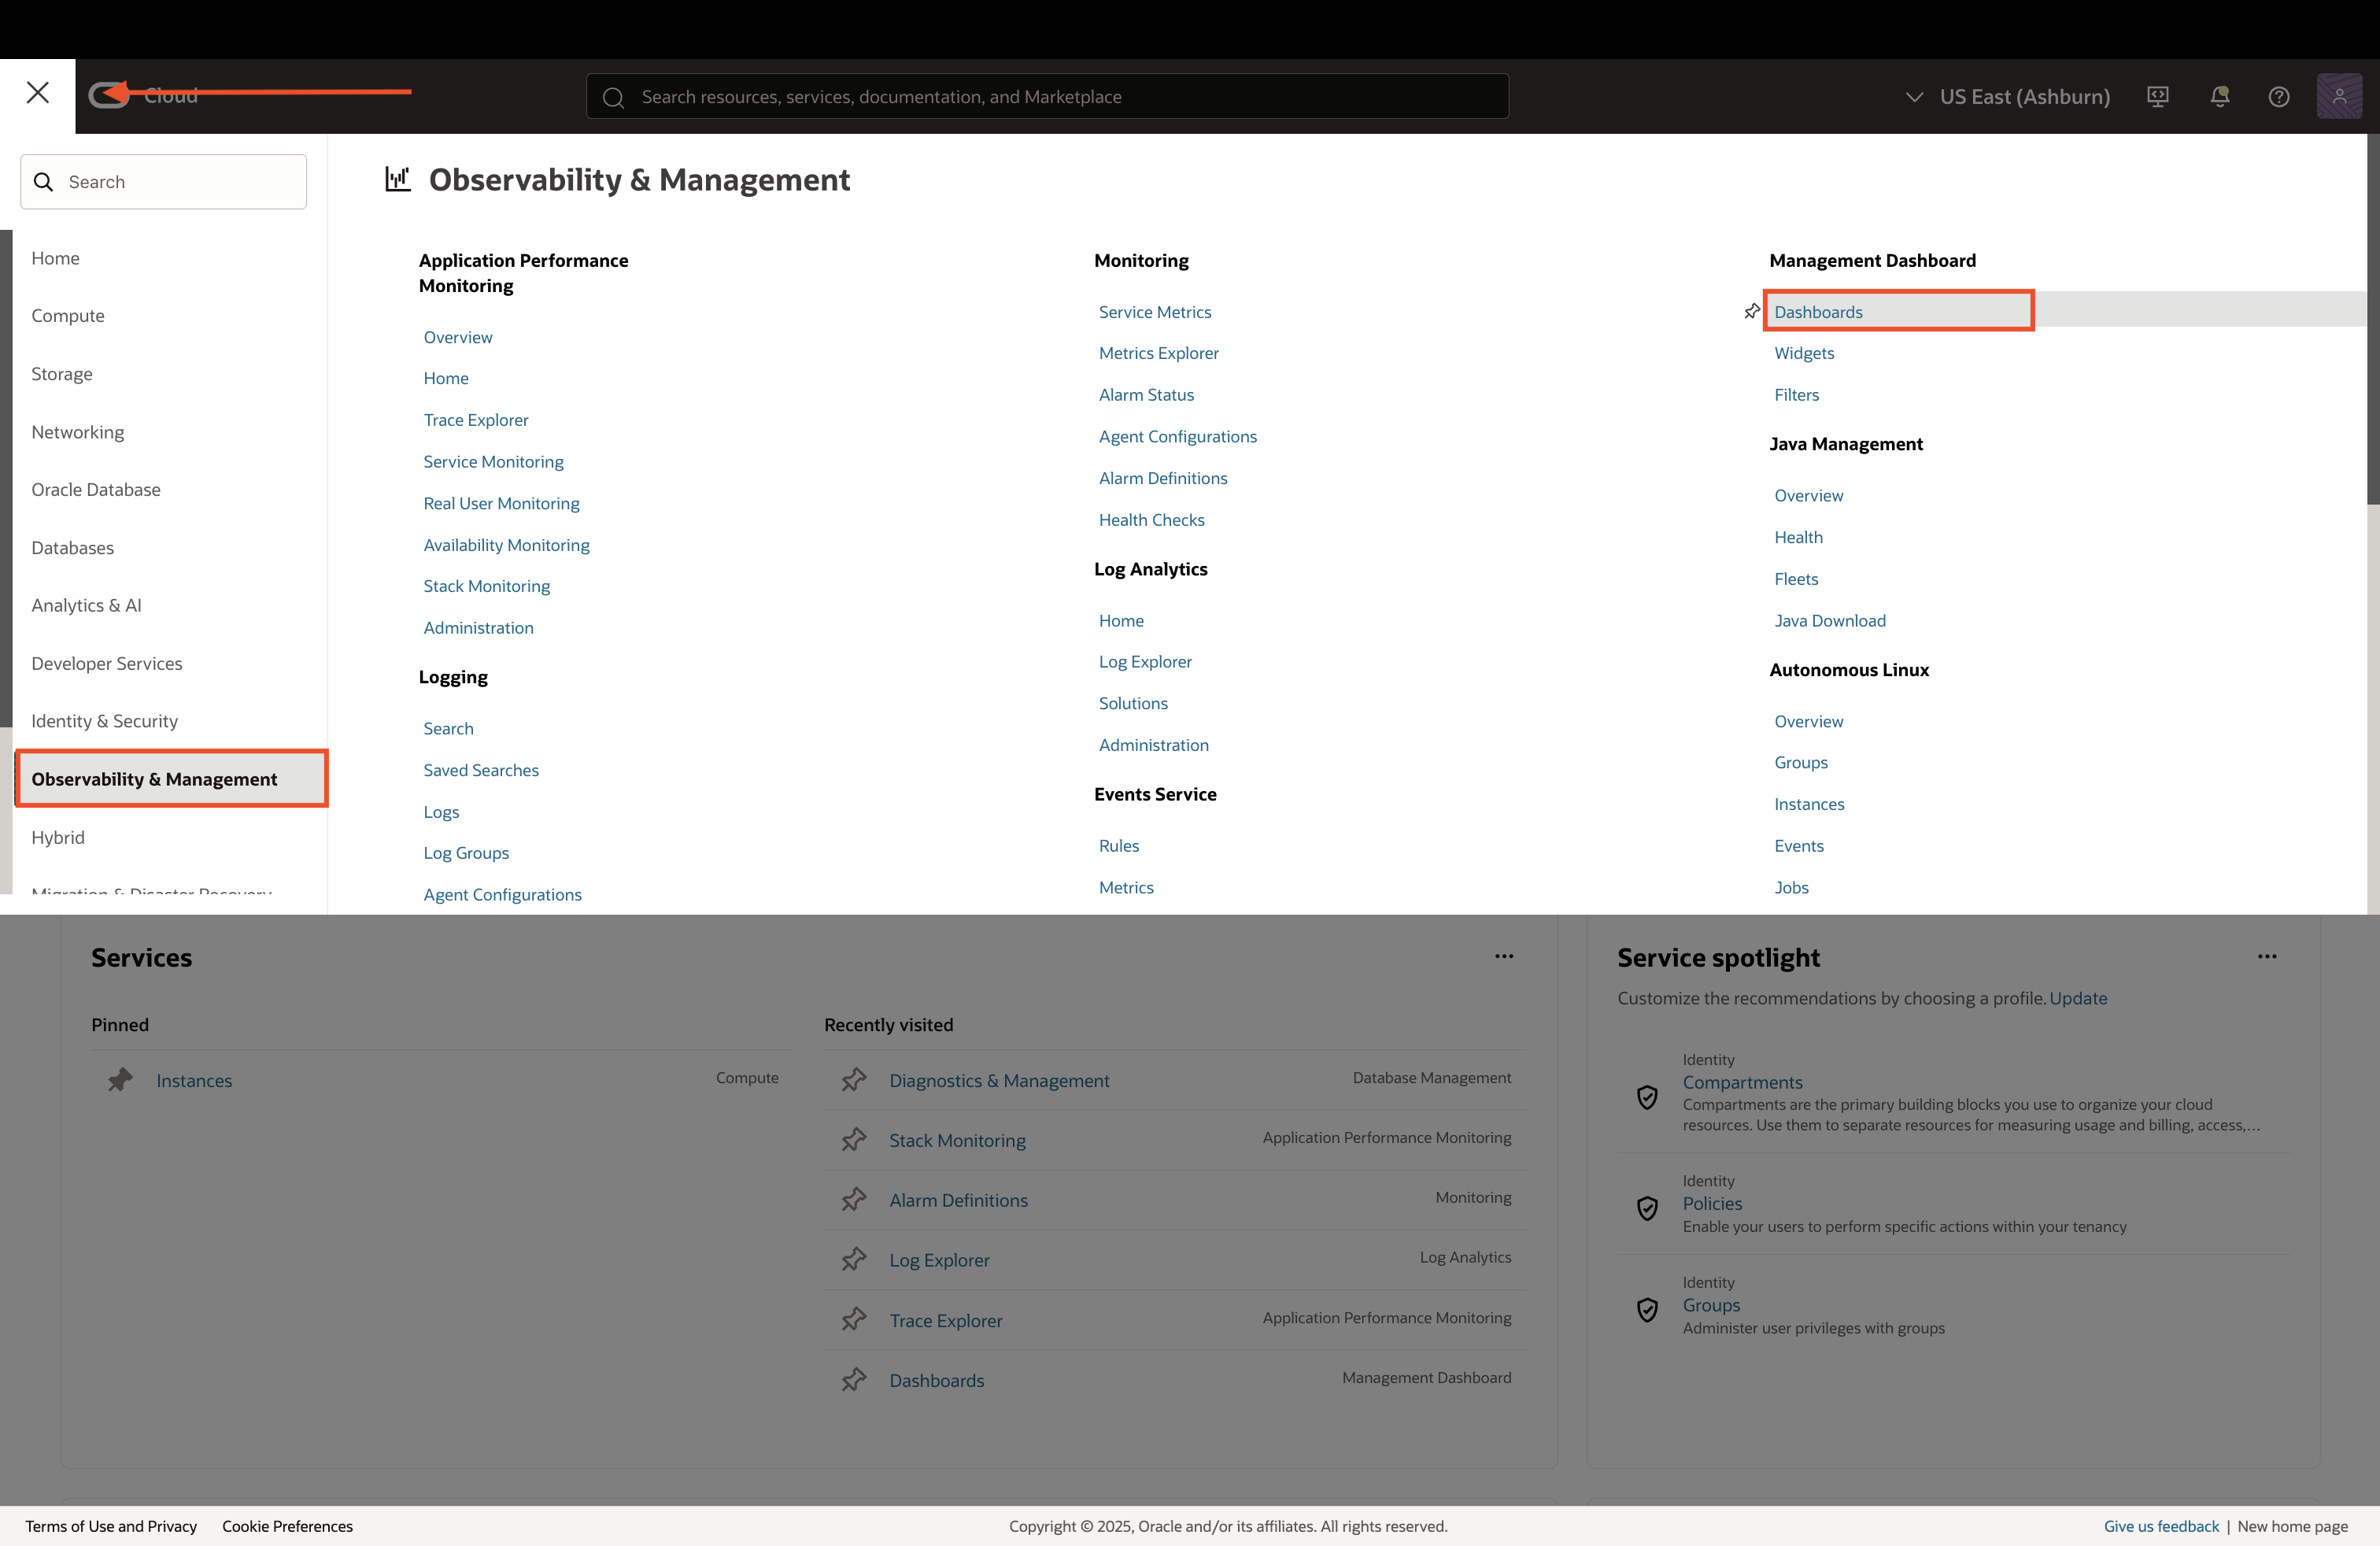 Cloud
Search resources, services, documentation, and Marketplace
US East (Ashburn)
Search
Home
Compute
Storage
Networking
Oracle Database
Databases
Analytics & AI
Developer Services
Identity & Security
Observability & Management
Hybrid
Migration & Disaster Recovery
Observability & Management
Application Performance
Monitoring
Overview
Home
Trace Explorer
Service Monitoring
Real User Monitoring
Availability Monitoring
Stack Monitoring
Administration
Logging
Search
Saved Searches
Logs
Log Groups
Agent Configurations
Monitoring
Service Metrics
Metrics Explorer
Alarm Status
Agent Configurations
Alarm Definitions
Health Checks
Log Analytics
Home
Log Explorer
Solutions
Administration
Events Service
Rules
Metrics
Management Dashboard
Dashboards
Widgets
Filters
Java Management
Overview
Health
Fleets
Java Download
Autonomous Linux
Overview
Groups
Instances
Events
Jobs
Services
Pinned
Instances Compute
Recently visited
Diagnostics & Management Database Management
Stack Monitoring Application Performance Monitoring
Alarm Definitions Monitoring
Log Explorer Log Analytics
Trace Explorer Application Performance Monitoring
Dashboards Management Dashboard
Service spotlight
Customize the recommendations by choosing a profile. Update
Identity
Compartments
Compartments are the primary building blocks you use to organize your cloud
resources. Use them to separate resources for measuring usage and billing, access,...
Identity
Policies
Enable your users to perform specific actions within your tenancy
Identity
Groups
Administer user privileges with groups
Terms of Use and Privacy Cookie Preferences
Copyright © 2025, Oracle and/or its affiliates. All rights reserved.
Give us feedback | New home page